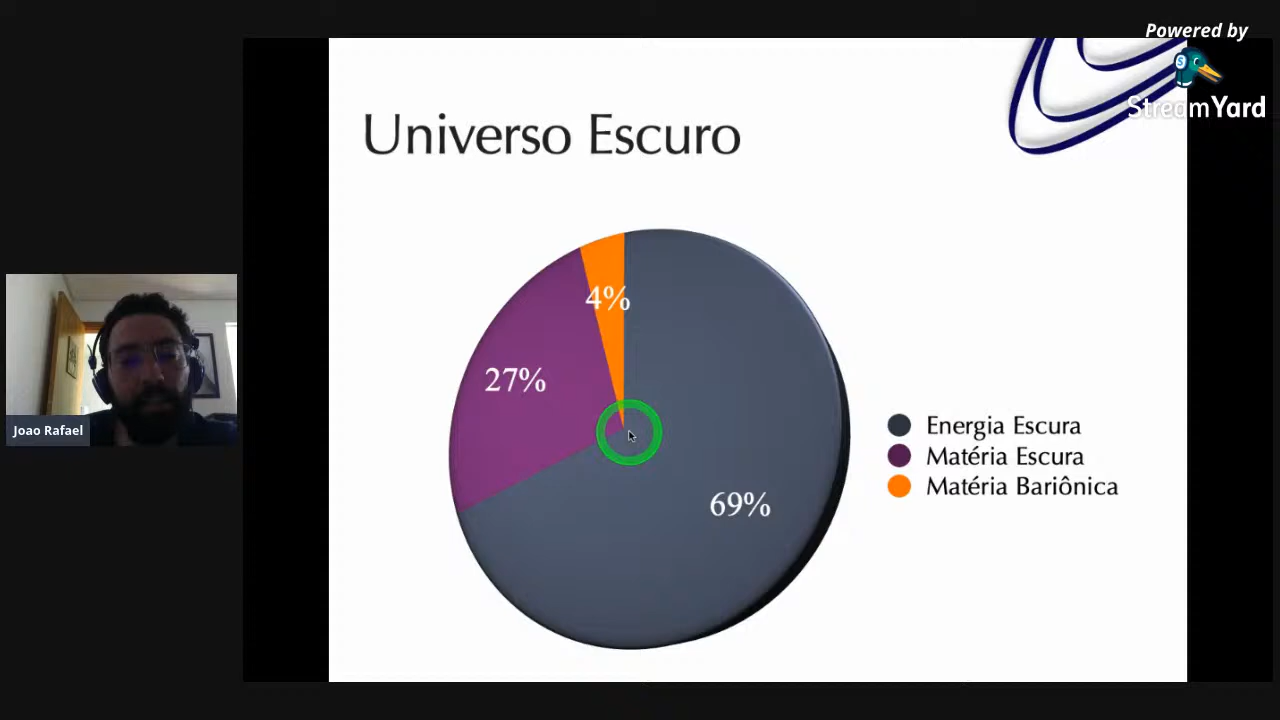 Powered by
StreamYard
Universo Escuro
4%
27%
69%
Energia Escura
Matéria Escura
Matéria Bariônica
Joao Rafael